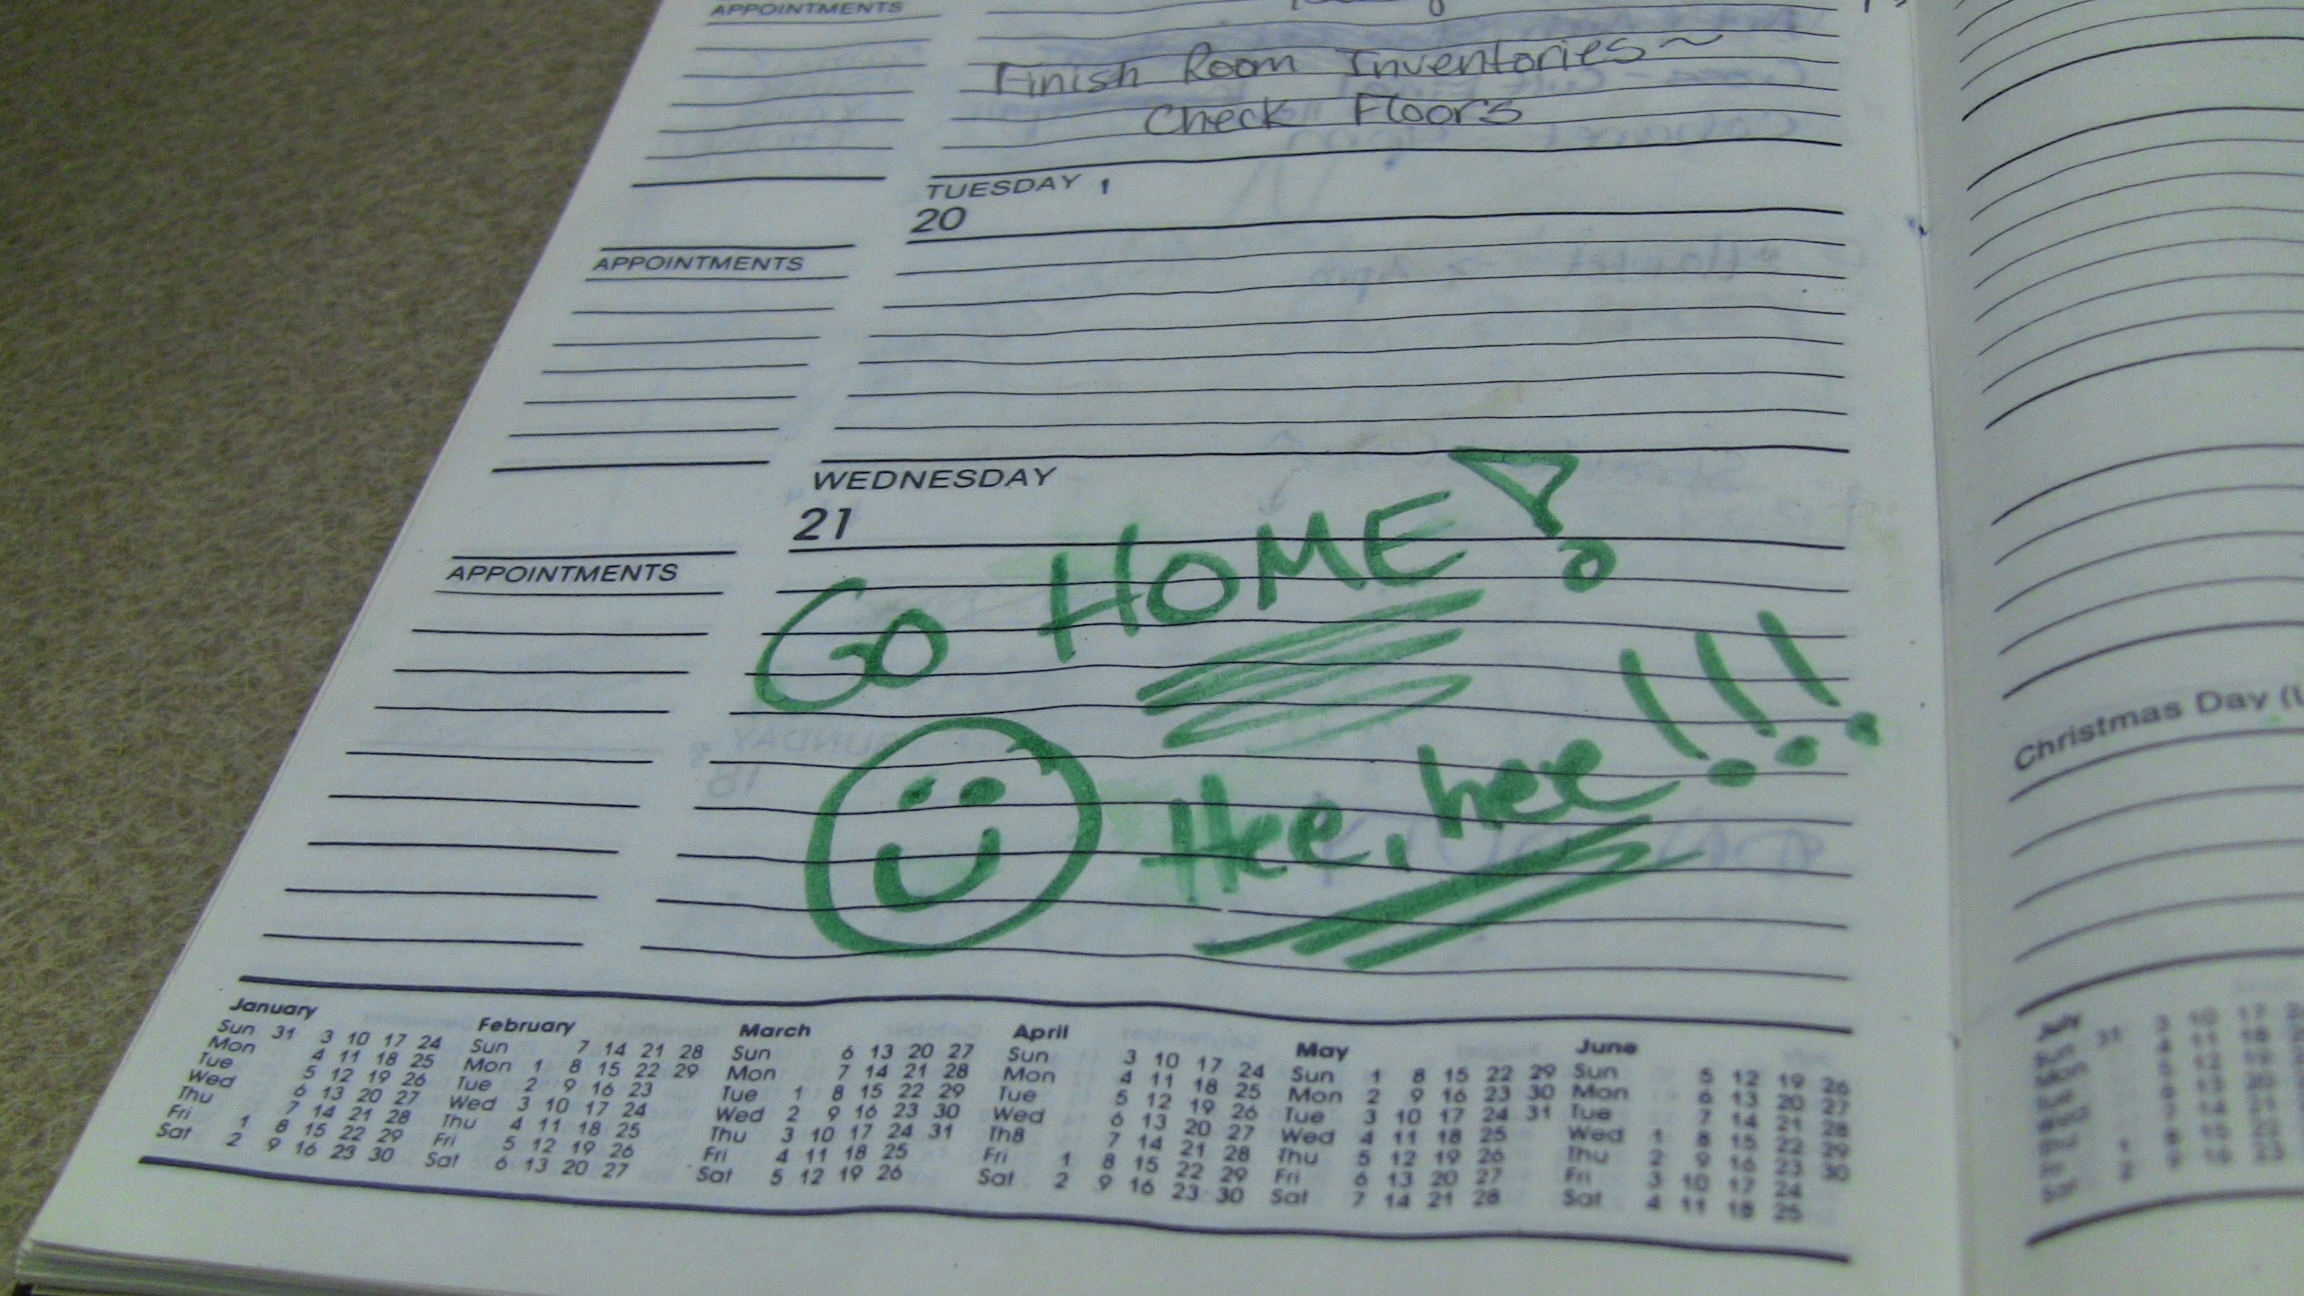 APPOINTMENTS
Finish Room Inventories~
Check Floors
TUESDAY
20
APPOINTMENTS
WEDNESDAY
21
APPOINTMENTS
Go HOME!
Hee, hee!!!
Christmas Day
January
Sun 31 3 10 17 24
Mon 4 11 18 25
Tue 5 12 19 26
Wed 6 13 20 27
Thu 7 14 21 28
Fri 1 8 15 22 29
Sat 2 9 16 23 30
February
Sun 7 14 21 28
Mon 1 8 15 22 29
Tue 2 9 16 23
Wed 3 10 17 24
Thu 4 11 18 25
Fri 5 12 19 26
Sat 6 13 20 27
March
Sun 6 13 20 27
Mon 7 14 21 28
Tue 1 8 15 22 29
Wed 2 9 16 23 30
Thu 3 10 17 24 31
Fri 4 11 18 25
Sat 5 12 19 26
April
Sun 3 10 17 24
Mon 4 11 18 25
Tue 5 12 19 26
Wed 6 13 20 27
Th8 7 14 21 28
Fri 1 8 15 22 29
Sat 2 9 16 23 30
May
Sun 1 8 15 22 29
Mon 2 9 16 23 30
Tue 3 10 17 24 31
Wed 4 11 18 25
Thu 5 12 19 26
Fri 6 13 20 27
Sat 7 14 21 28
June
Sun 5 12 19 26
Mon 6 13 20 27
Tue 7 14 21 28
Wed 1 8 15 22 29
Thu 2 9 16 23 30
Fri 3 10 17 24
Sat 4 11 18 25
July